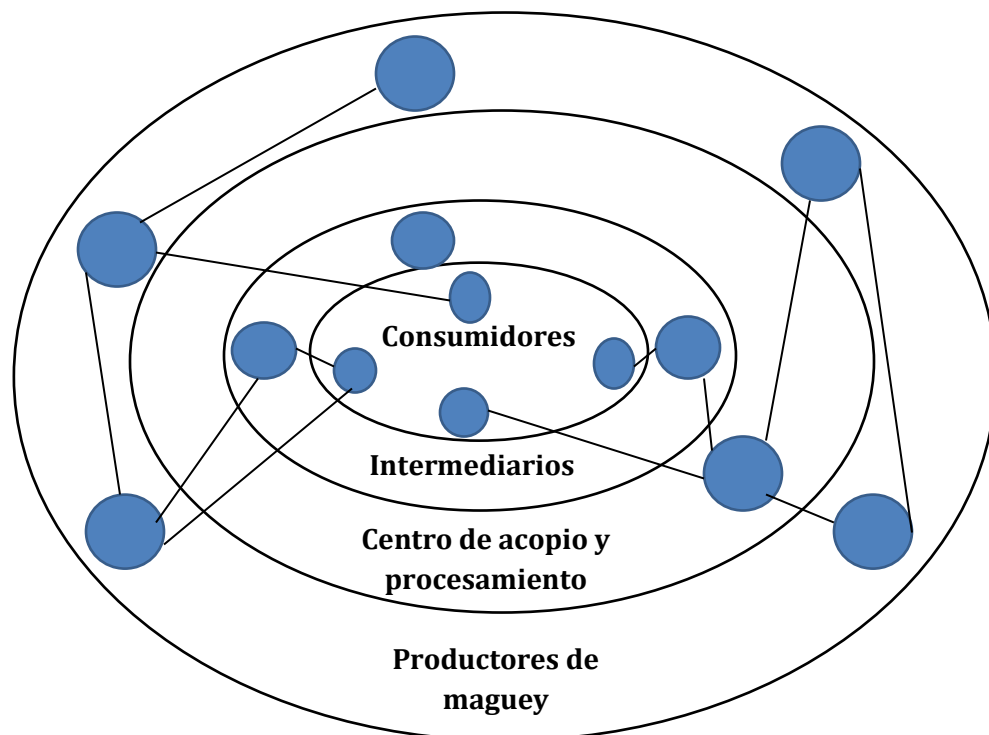 Consumidores
Intermediarios
Centro de acopio y
procesamiento
Productores de
maguey